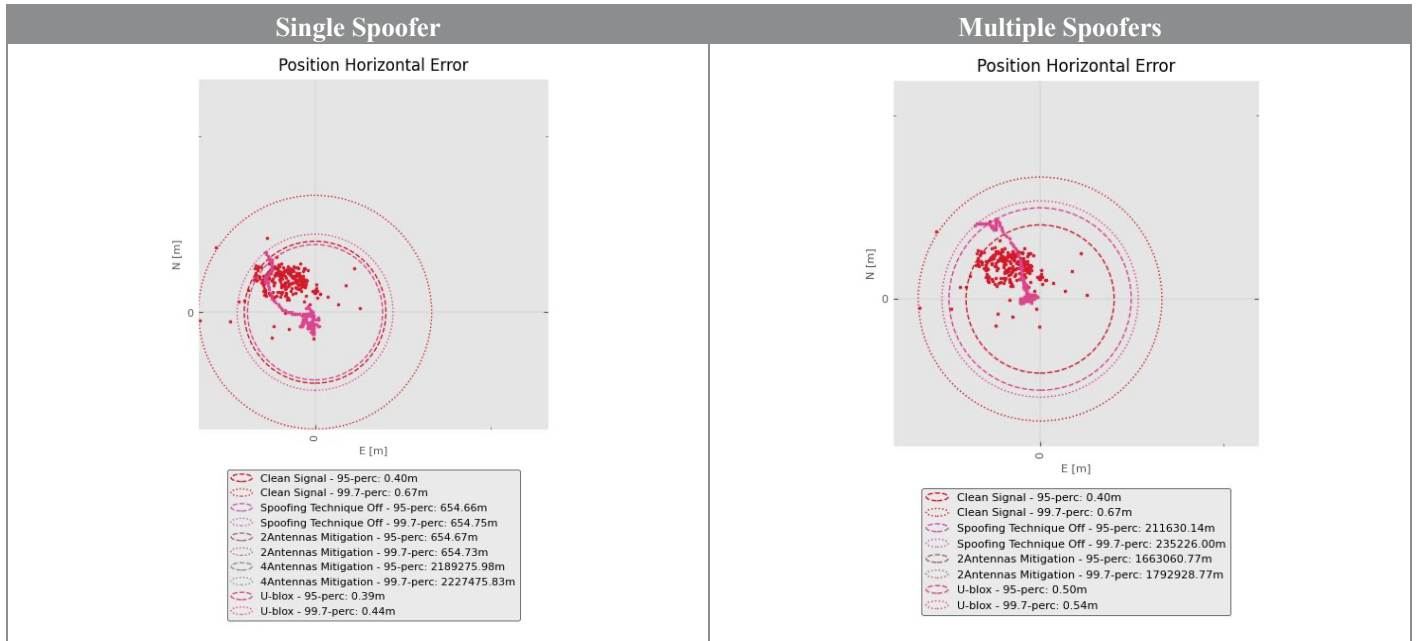 Single Spoofer
Position Horizontal Error
N [m]
0
0
E [m]
Clean Signal - 95-perc: 0.40m
Clean Signal - 99.7-perc: 0.67m
Spoofing Technique Off - 95-perc: 654.66m
Spoofing Technique Off - 99.7-perc: 654.75m
2Antennas Mitigation - 95-perc: 654.67m
2Antennas Mitigation - 99.7-perc: 654.73m
4Antennas Mitigation - 95-perc: 2189275.98m
4Antennas Mitigation - 99.7-perc: 2227475.83m
U-blox - 95-perc: 0.39m
U-blox - 99.7-perc: 0.44m
Multiple Spoofers
Position Horizontal Error
N [m]
0
0
E [m]
Clean Signal - 95-perc: 0.40m
Clean Signal - 99.7-perc: 0.67m
Spoofing Technique Off - 95-perc: 211630.14m
Spoofing Technique Off - 99.7-perc: 235226.00m
2Antennas Mitigation - 95-perc: 1663060.77m
2Antennas Mitigation - 99.7-perc: 1792928.77m
U-blox - 95-perc: 0.50m
U-blox - 99.7-perc: 0.54m